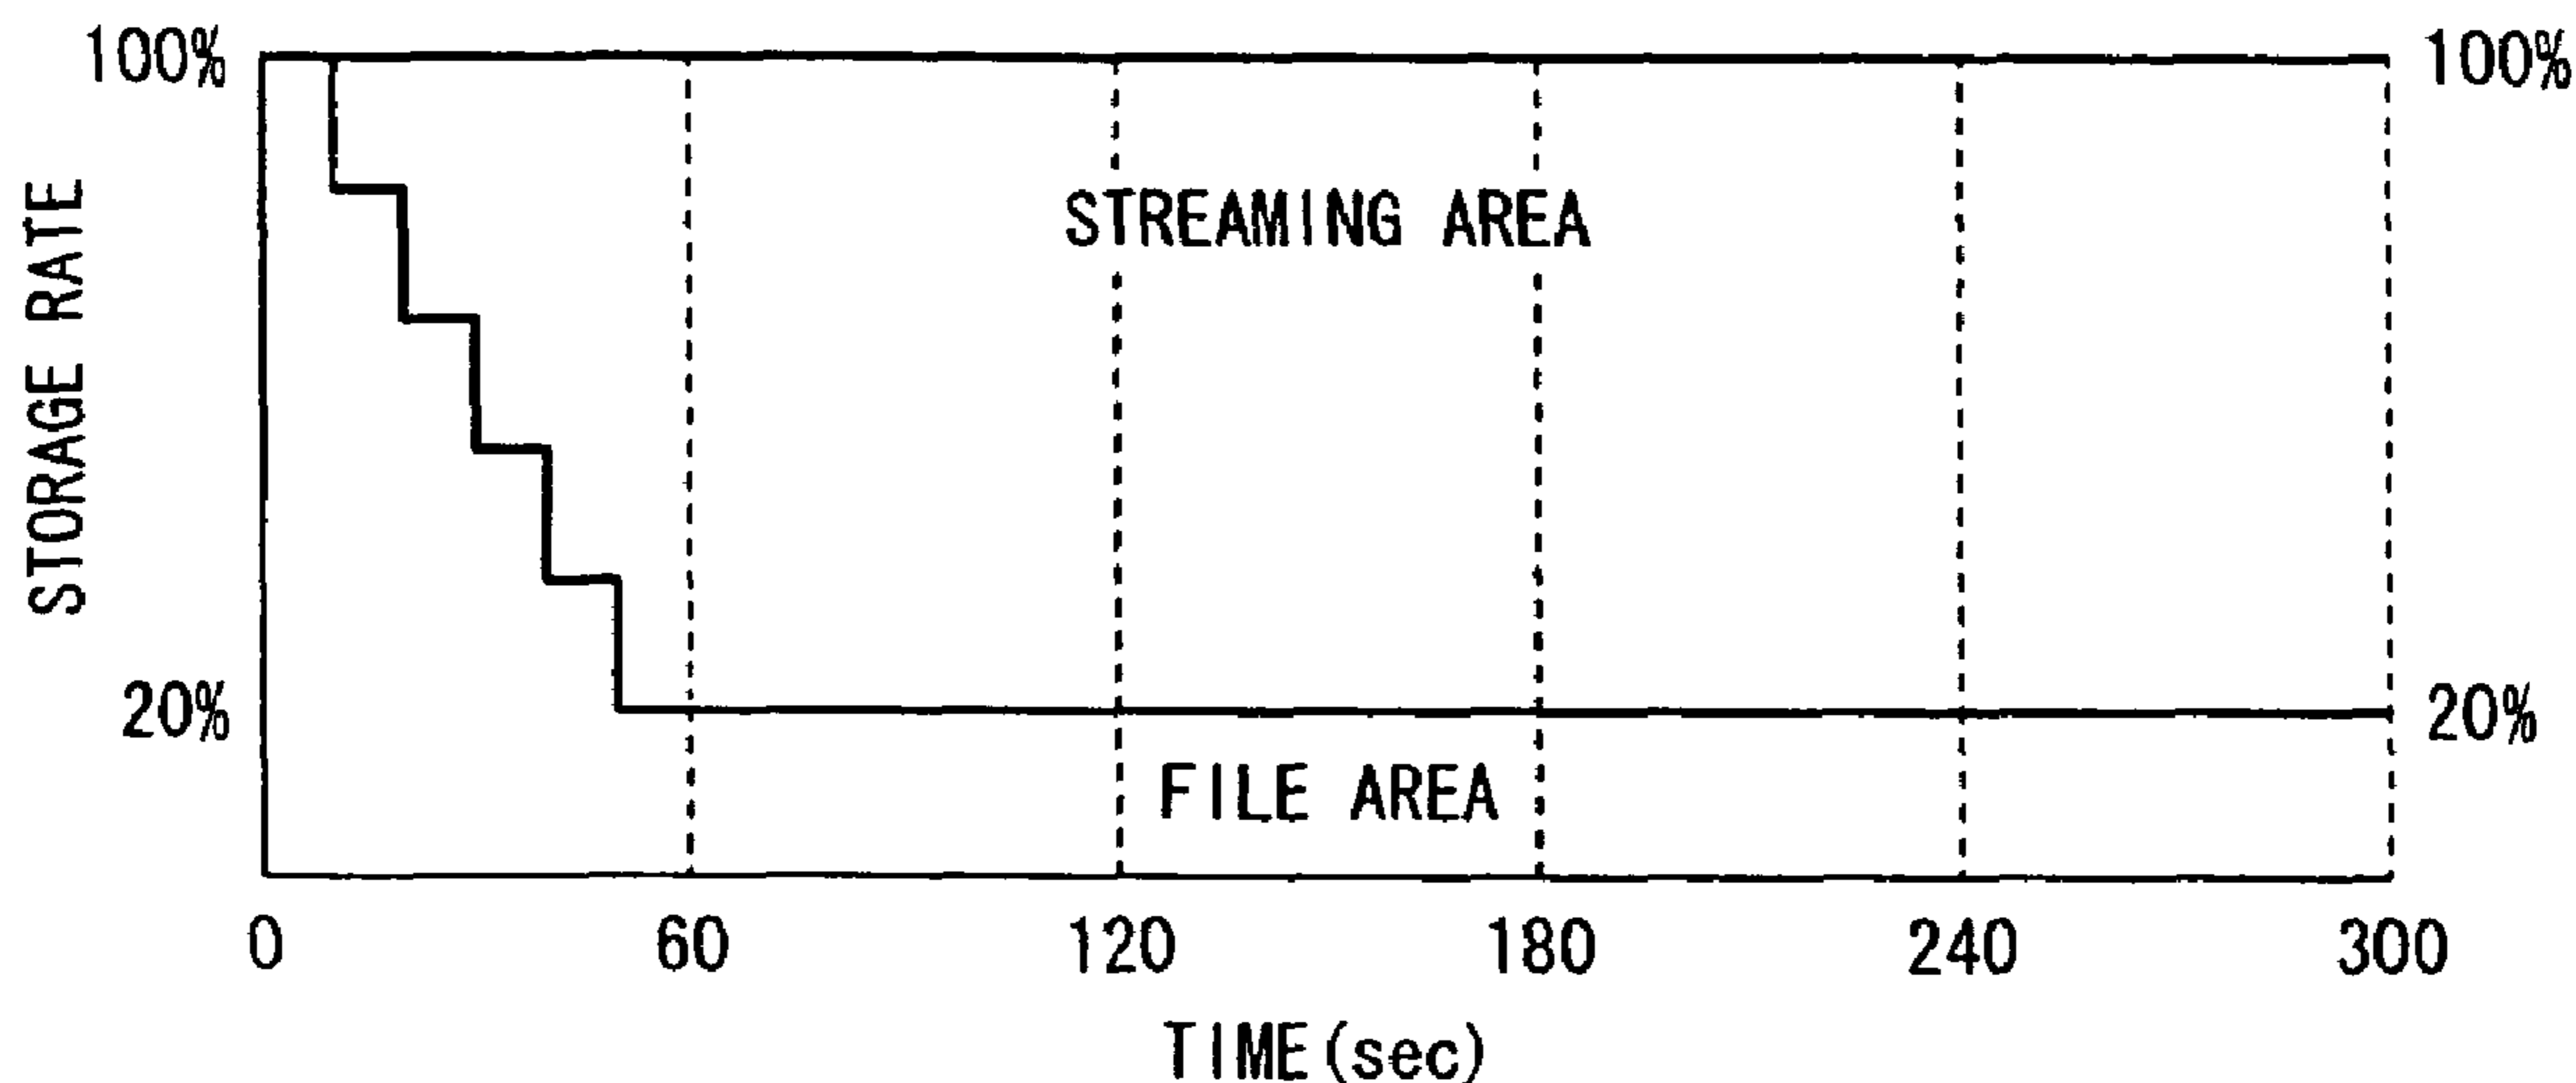 100%
100%
STORAGE RATE
STREAMING AREA
20%
20%
FILE AREA
0 60 120 180 240 300
TIME(sec)